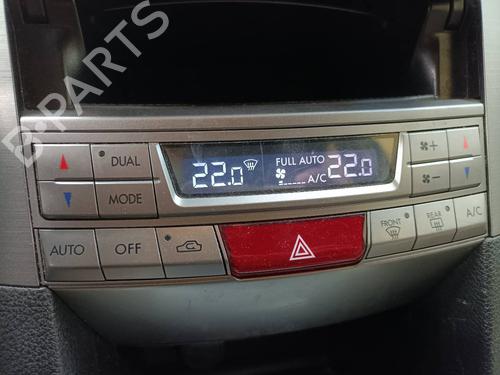 B-PARTS
FULL AUTO
22.0 22.0
A/C
DUAL
MODE
AUTO OFF
FRONT REAR A/C